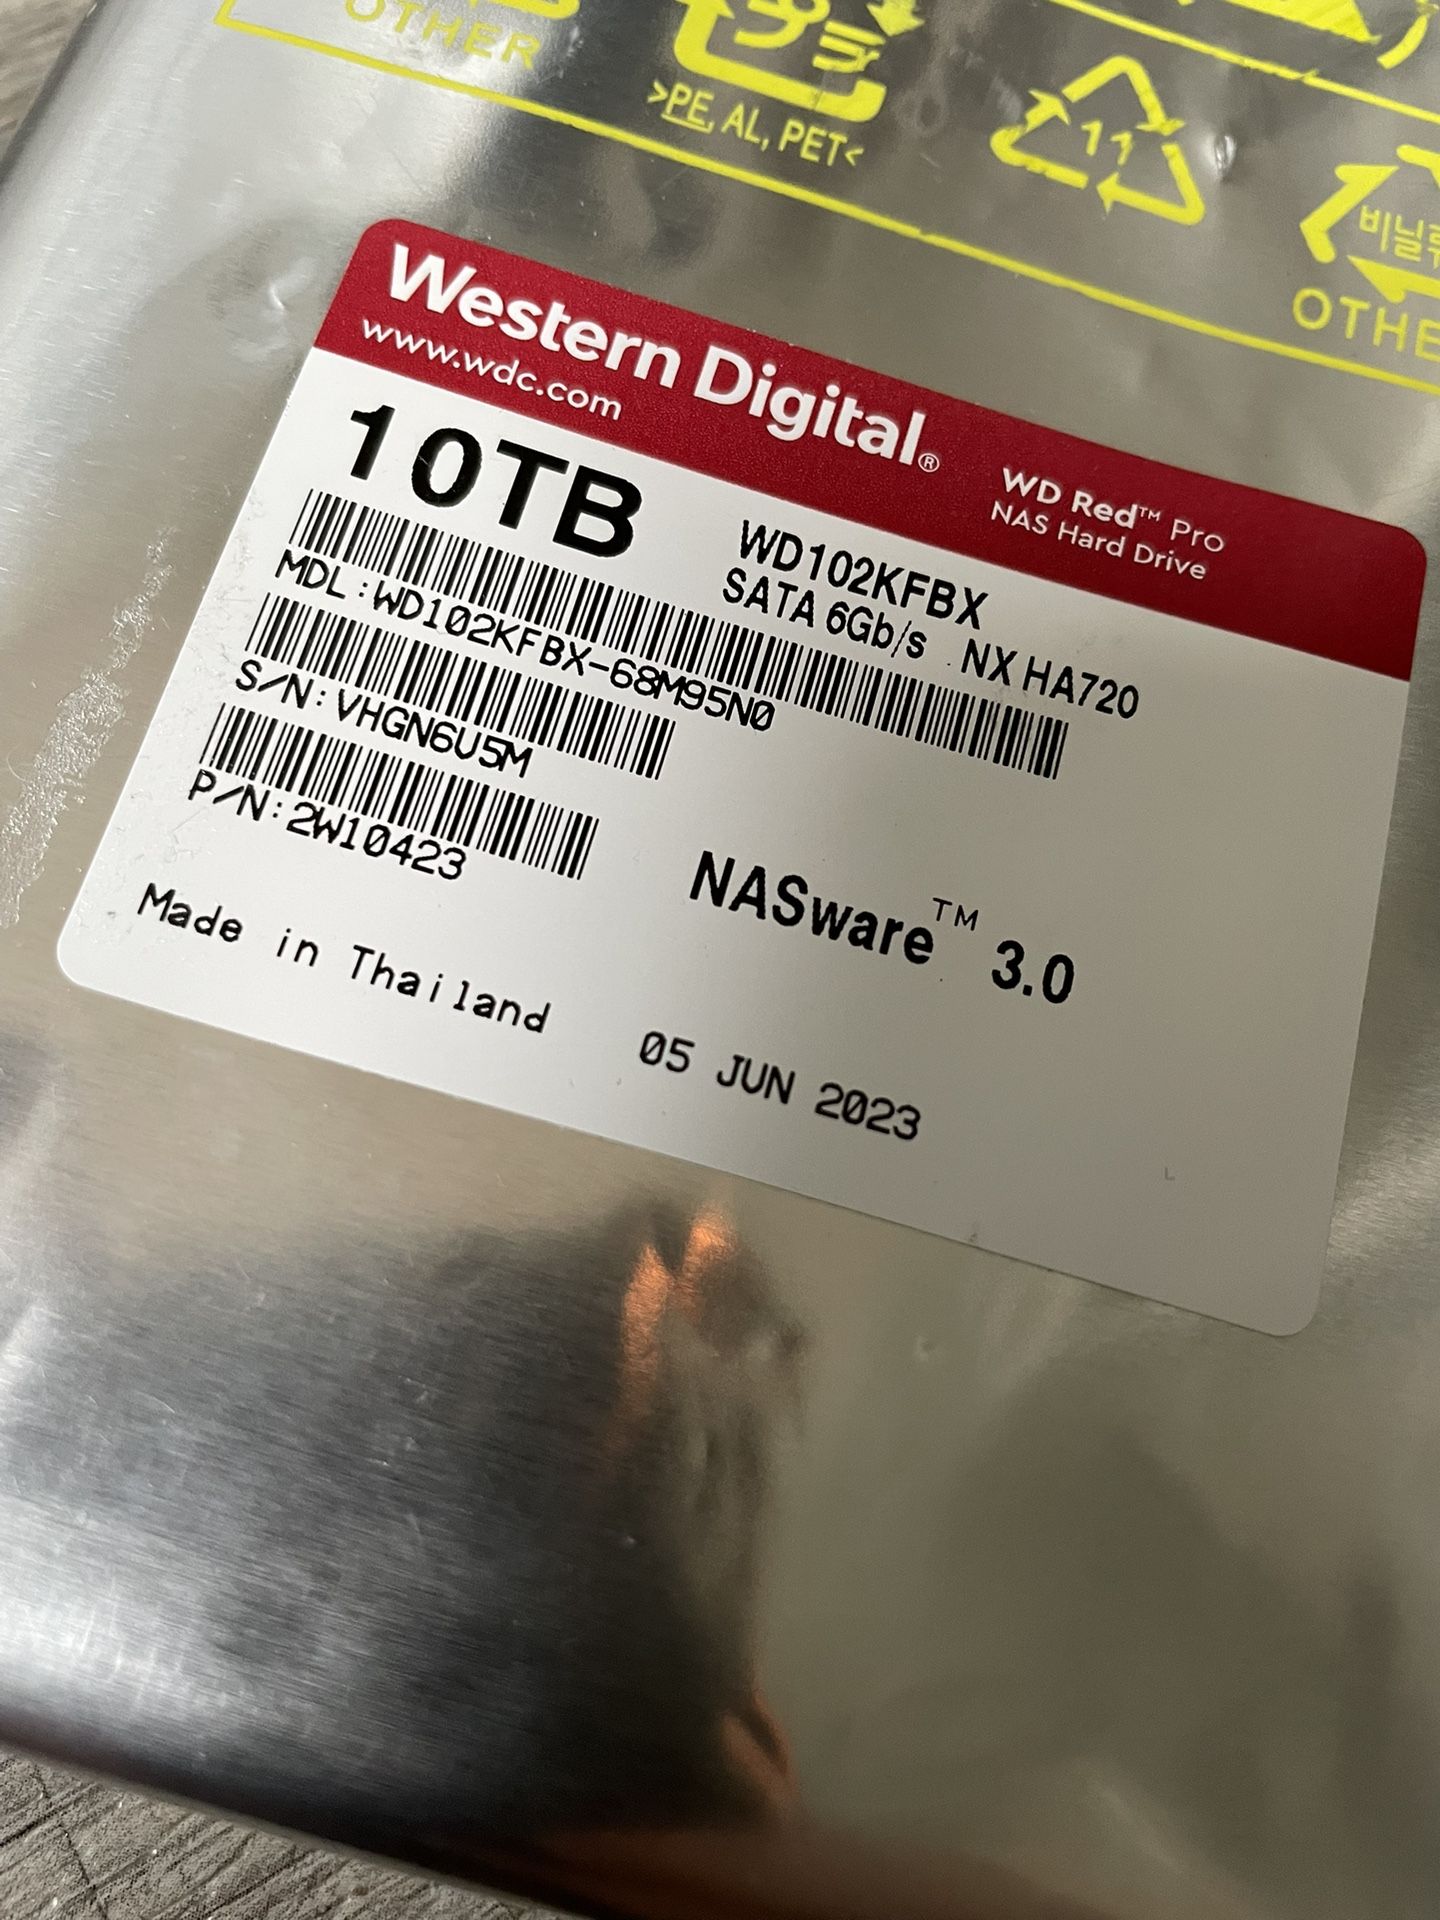 OTHER
>PE, AL, PET<
11
비닐류
OTHE
Western Digital®
www.wdc.com
WD Red™ Pro
NAS Hard Drive
10TB
WD102KFBX
SATA 6Gb/s NX HA720
MDL:WD102KFBX-68M95N0
S/N:VHGN6U5M
P/N:2W10423
NASware™ 3.0
Made in Thailand 05 JUN 2023